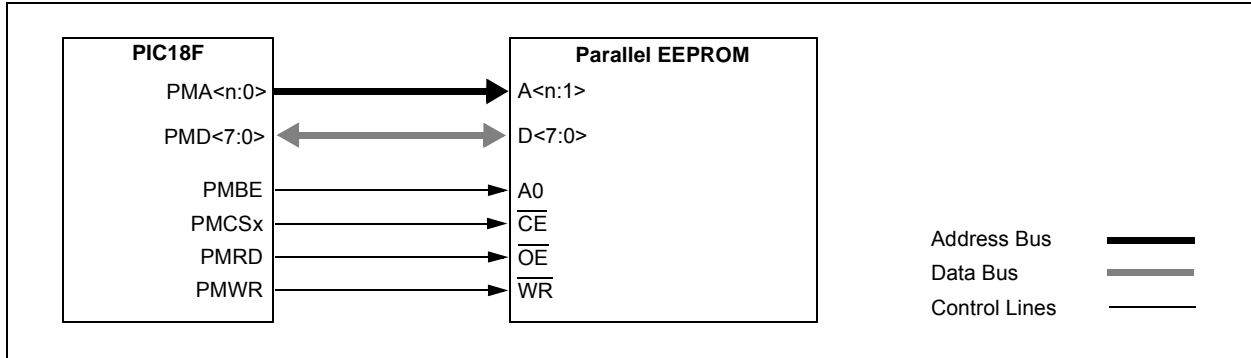 PIC18F
Parallel EEPROM
PMA<n:0>
A<n:1>
PMD<7:0>
D<7:0>
PMBE
A0
PMCSx
CE
PMRD
OE
PMWR
WR
Address Bus
Data Bus
Control Lines